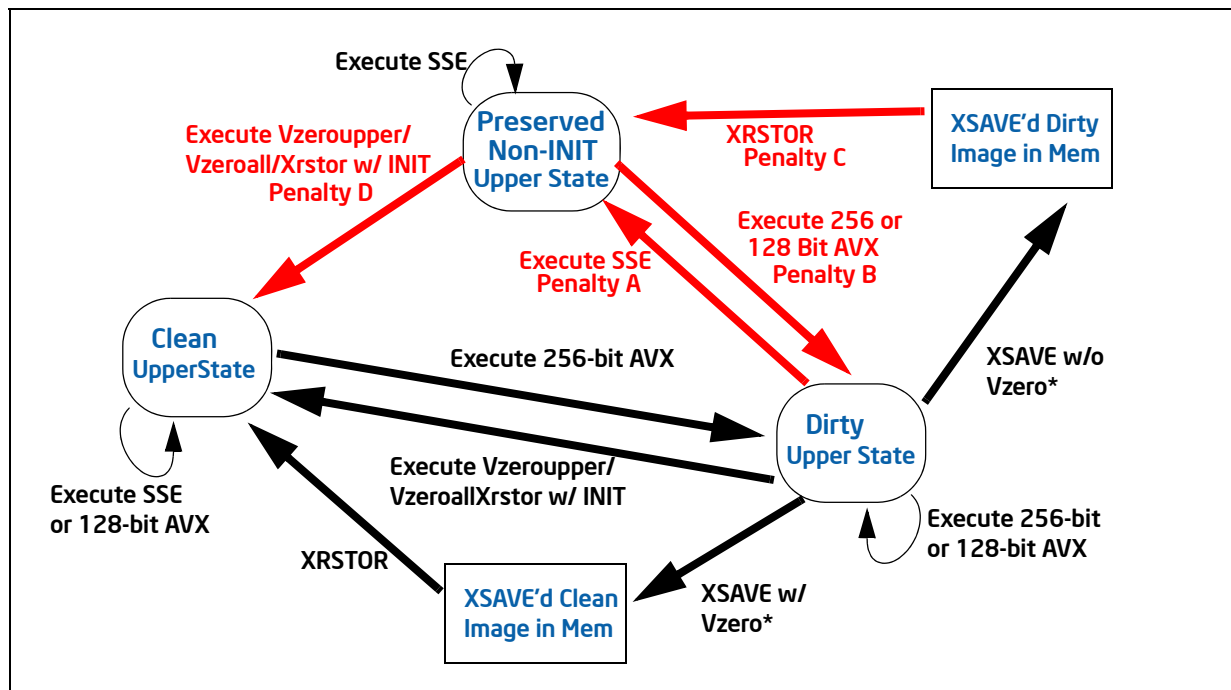 Execute SSE
Preserved
Non-INIT
Upper State
Execute Vzeroupper/
Vzeroall/Xrstor w/ INIT
Penalty D
XRSTOR
Penalty C
XSAVE'd Dirty
Image in Mem
Execute 256 or
128 Bit AVX
Penalty B
Execute SSE
Penalty A
Clean
UpperState
Execute 256-bit AVX
XSAVE w/o
Vzero*
Dirty
Upper State
Execute Vzeroupper/
VzeroallXrstor w/ INIT
Execute SSE
or 128-bit AVX
Execute 256-bit
or 128-bit AVX
XRSTOR
XSAVE'd Clean
Image in Mem
XSAVE w/
Vzero*